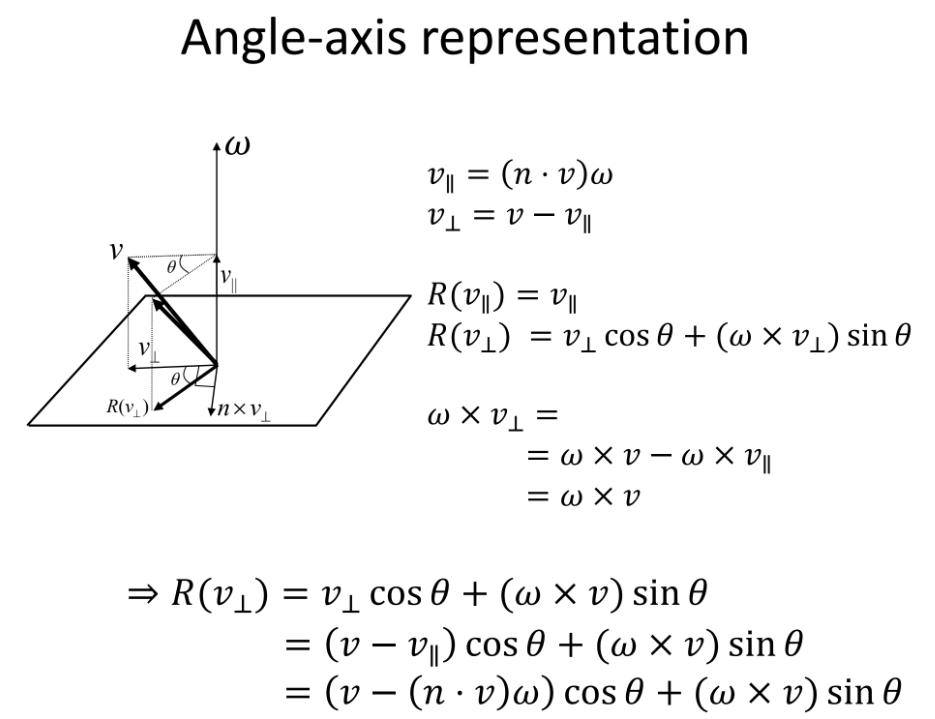 Angle-axis representation
ω
v
θ
v∥
v⊥
θ
R(v⊥)
n × v⊥
v∥ = (n · v)ω
v⊥ = v − v∥
R(v∥) = v∥
R(v⊥) = v⊥ cos θ + (ω × v⊥) sin θ
ω × v⊥ =
= ω × v − ω × v∥
= ω × v
⇒ R(v⊥) = v⊥ cos θ + (ω × v) sin θ
= (v − v∥) cos θ + (ω × v) sin θ
= (v − (n · v)ω) cos θ + (ω × v) sin θ